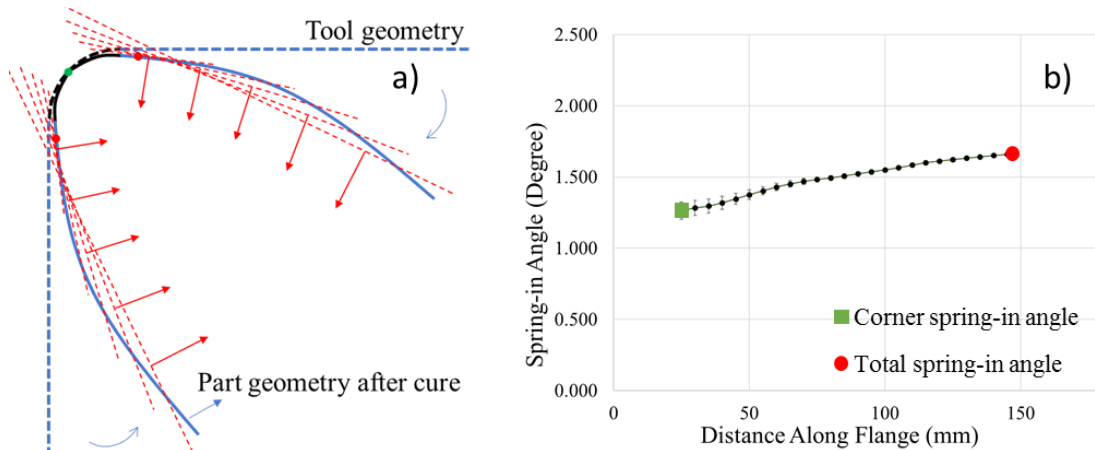 Tool geometry
a)
Part geometry after cure
b)
2.500
2.000
1.500
1.000
0.500
0.000
Spring-in Angle (Degree)
0
50
100
150
Distance Along Flange (mm)
Corner spring-in angle
Total spring-in angle